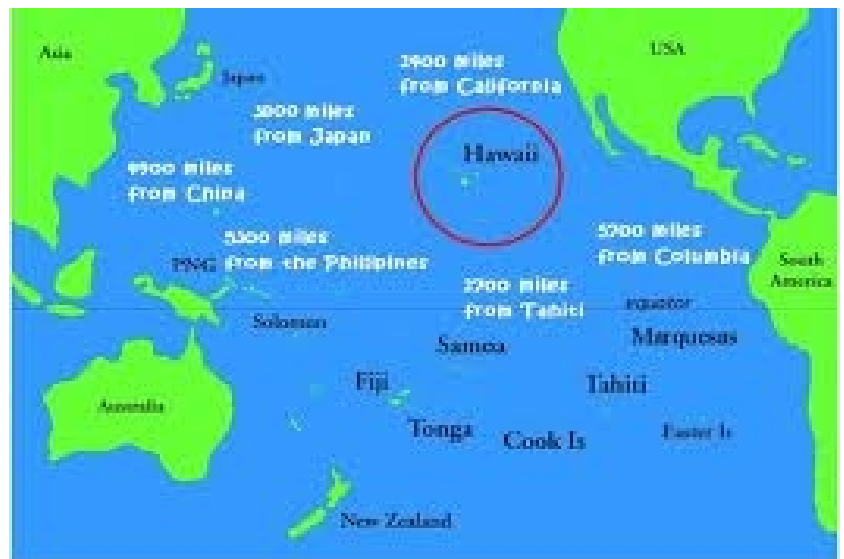 Asia
USA
Japan
2400 miles
from California
3800 miles
from Japan
Hawaii
4900 miles
from China
5300 miles
from the Philipines
PNG
5700 miles
from Columbia
South
America
2700 miles
from Tahiti
equator
Solomon
Marquesas
Samoa
Fiji
Tahiti
Australia
Tonga
Cook Is
Easter Is
New Zealand